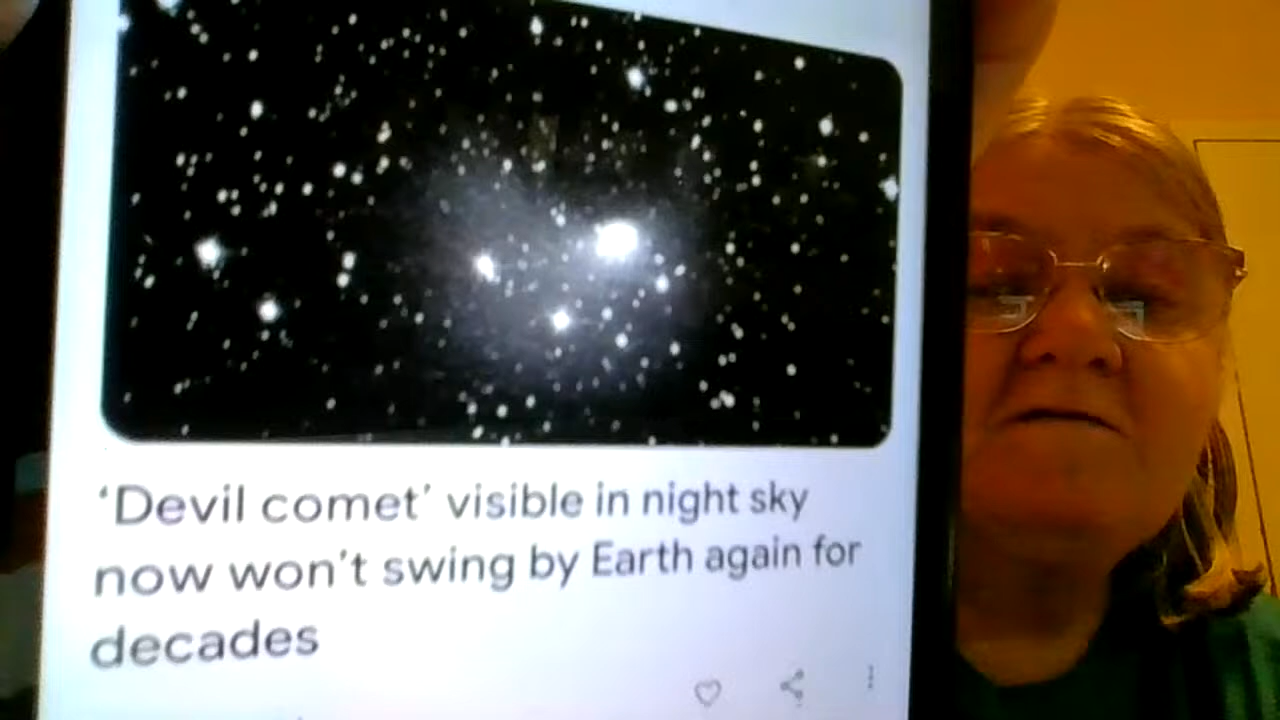 ‘Devil comet’ visible in night sky
now won’t swing by Earth again for
decades